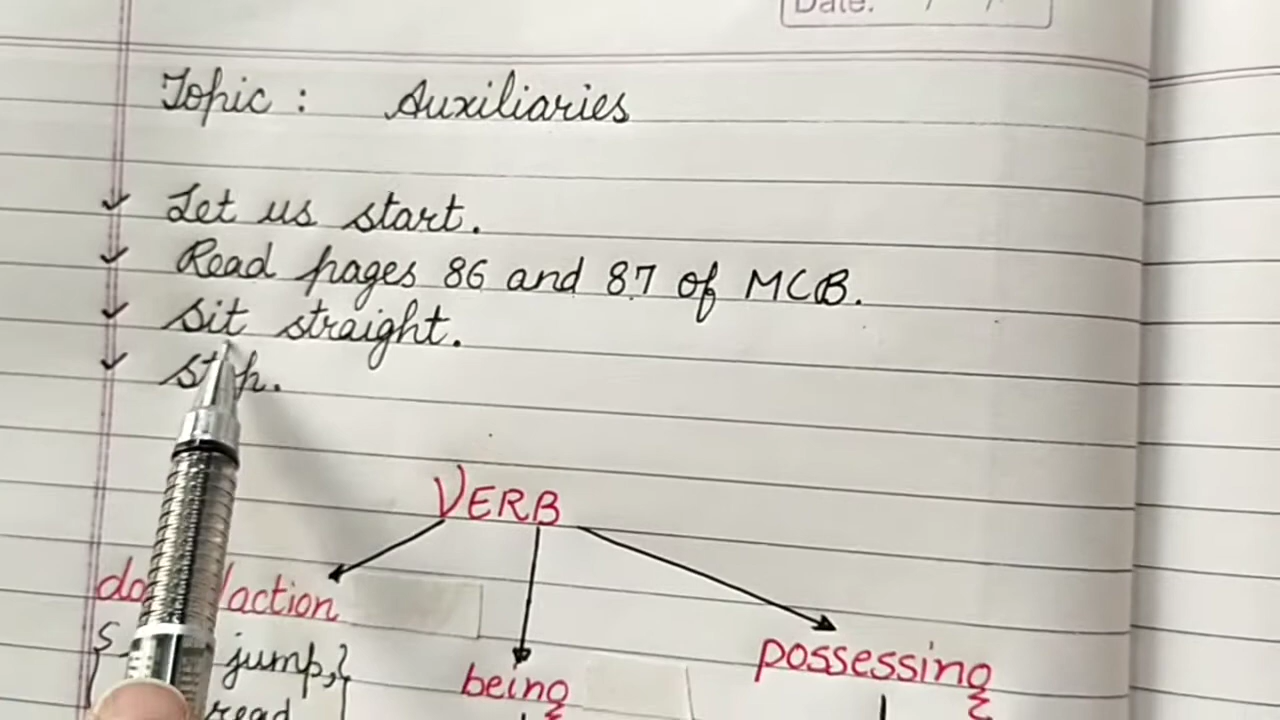 Date: / /
Topic : Auxiliaries
Let us start.
Read pages 86 and 87 of MCB.
Sit straight.
VERB
/action
being
possessing
jump,}
read